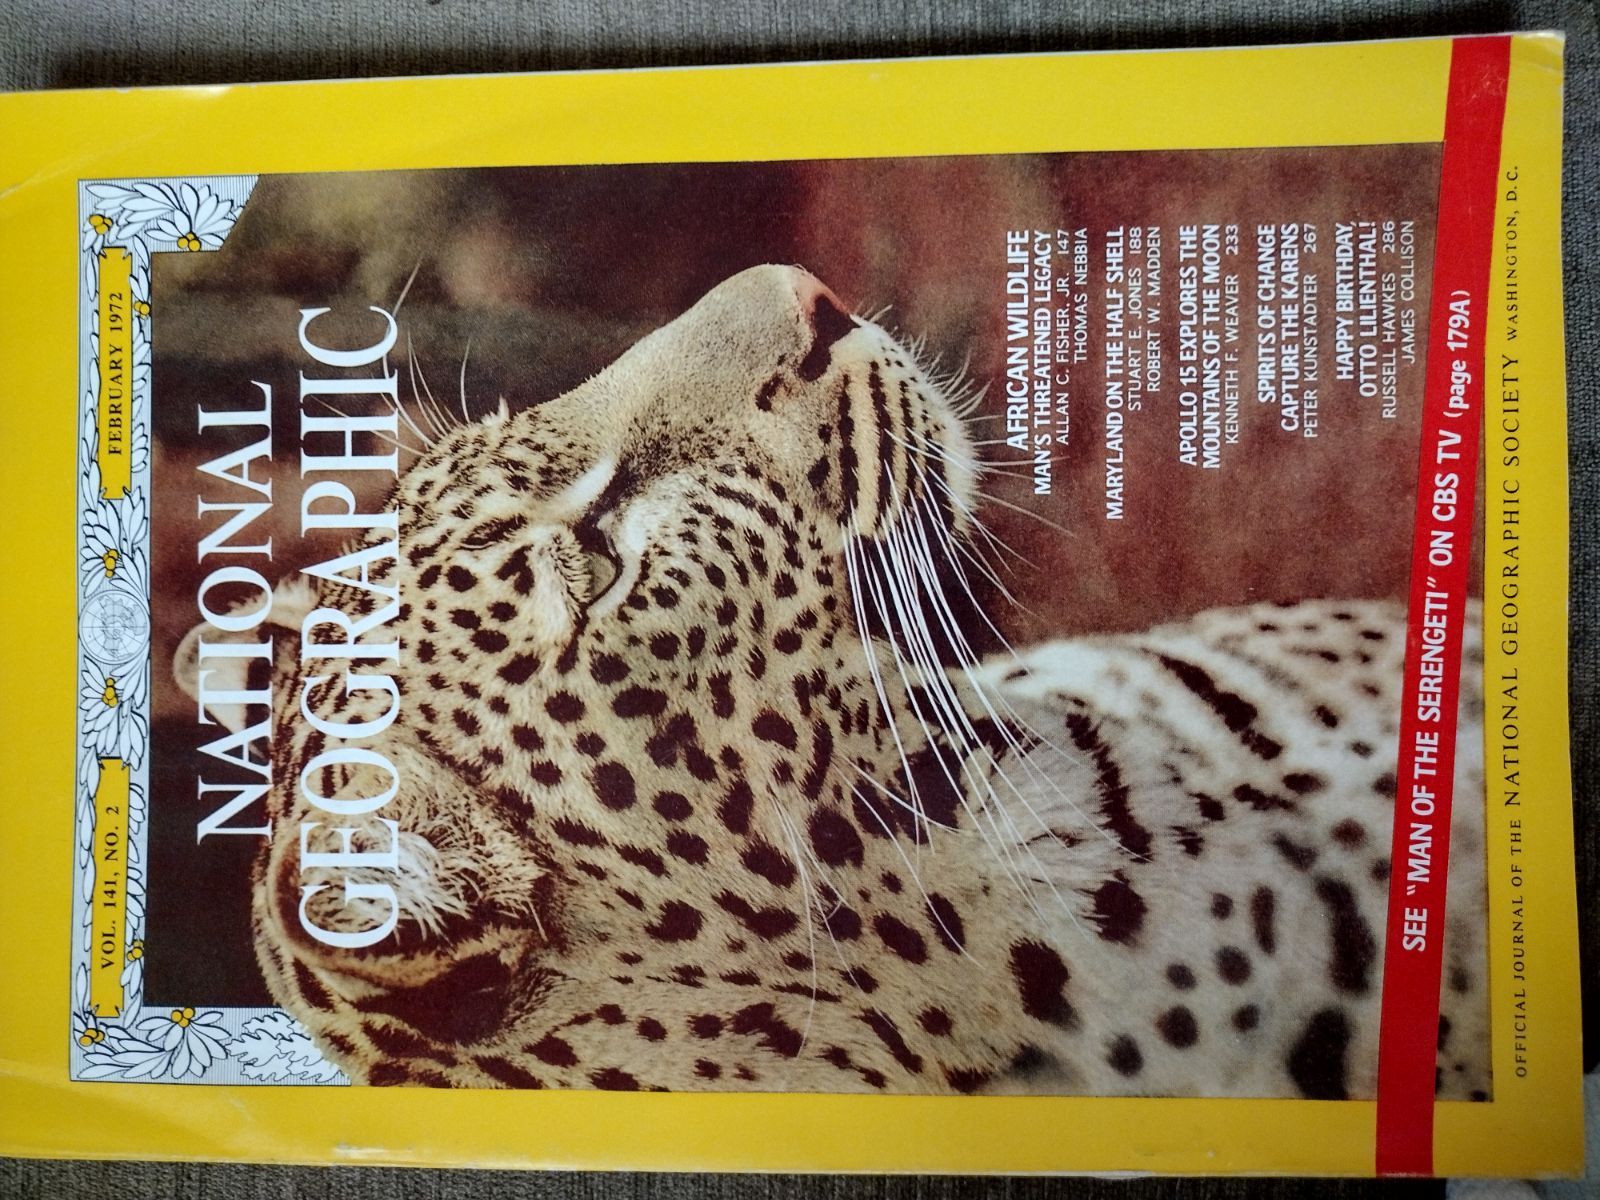 VOL. 141, NO. 2
FEBRUARY 1972
NATIONAL
GEOGRAPHIC
AFRICAN WILDLIFE
MAN'S THREATENED LEGACY
ALLAN C. FISHER, JR. 147
THOMAS NEBBIA
MARYLAND ON THE HALF SHELL
STUART E. JONES 188
ROBERT W. MADDEN
APOLLO 15 EXPLORES THE
MOUNTAINS OF THE MOON
KENNETH F. WEAVER 233
SPIRITS OF CHANGE
CAPTURE THE KARENS
PETER KUNSTADTER 267
HAPPY BIRTHDAY,
OTTO LILIENTHAL!
RUSSELL HAWKES 286
JAMES COLLISON
SEE "MAN OF THE SERENGETI" ON CBS TV (page 179A)
OFFICIAL JOURNAL OF THE NATIONAL GEOGRAPHIC SOCIETY WASHINGTON, D.C.